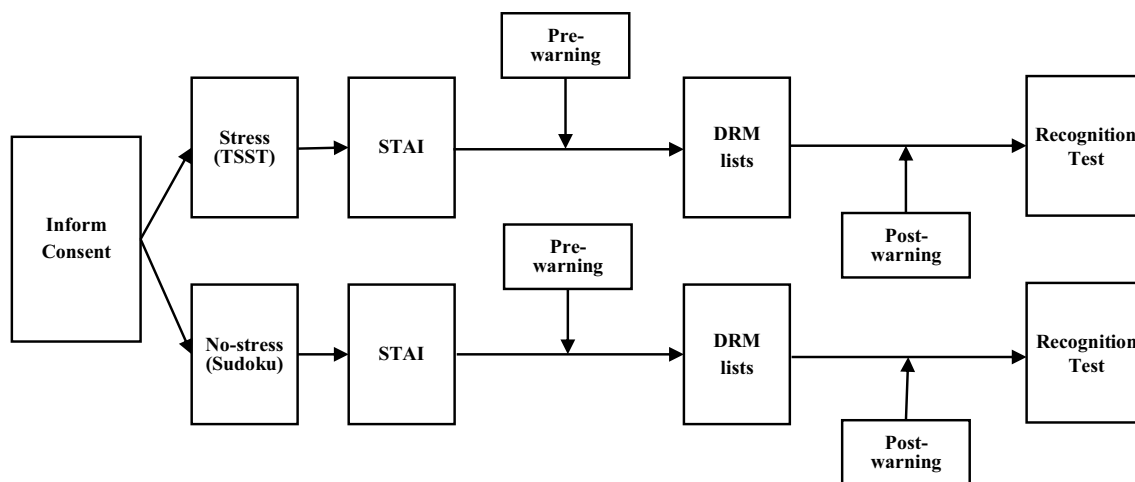 Pre-
warning
Stress
(TSST)
STAI
DRM
lists
Recognition
Test
Inform
Consent
Post-
warning
Pre-
warning
No-stress
(Sudoku)
STAI
DRM
lists
Recognition
Test
Post-
warning